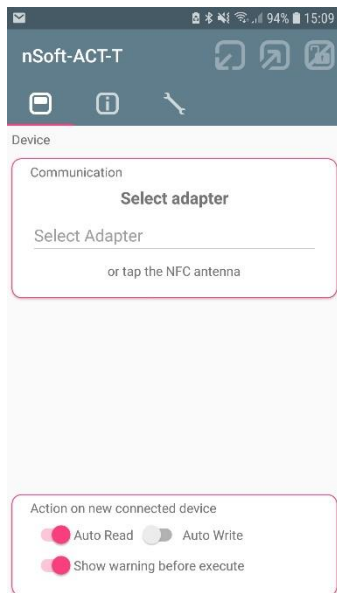 94% 15:09
nSoft-ACT-T
Device
Communication
Select adapter
Select Adapter
or tap the NFC antenna
Action on new connected device
Auto Read Auto Write
Show warning before execute